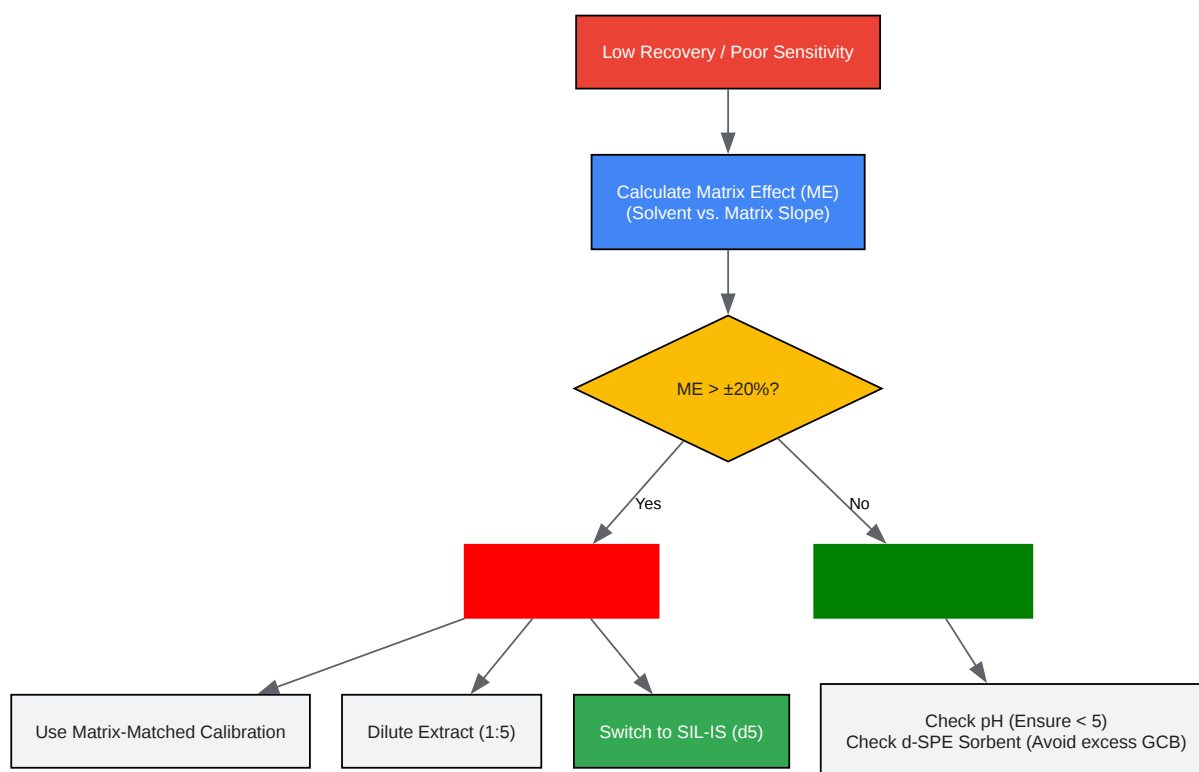 Low Recovery / Poor Sensitivity
Calculate Matrix Effect (ME)
(Solvent vs. Matrix Slope)
ME > ±20%?
Yes
No
Use Matrix-Matched Calibration
Dilute Extract (1:5)
Switch to SIL-IS (d5)
Check pH (Ensure < 5)
Check d-SPE Sorbent (Avoid excess GCB)